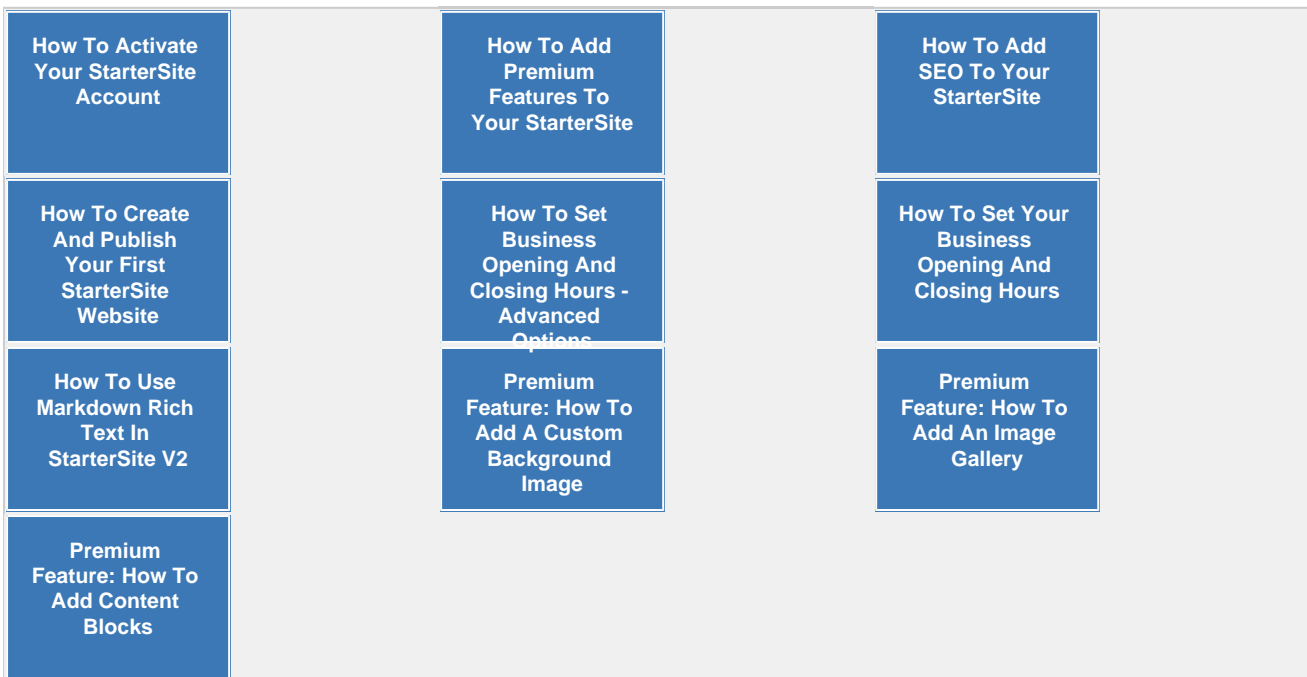 How To Activate
Your StarterSite
Account
How To Add
Premium
Features To
Your StarterSite
How To Add
SEO To Your
StarterSite
How To Create
And Publish
Your First
StarterSite
Website
How To Set
Business
Opening And
Closing Hours -
Advanced
Options
How To Set Your
Business
Opening And
Closing Hours
How To Use
Markdown Rich
Text In
StarterSite V2
Premium
Feature: How To
Add A Custom
Background
Image
Premium
Feature: How To
Add An Image
Gallery
Premium
Feature: How To
Add Content
Blocks